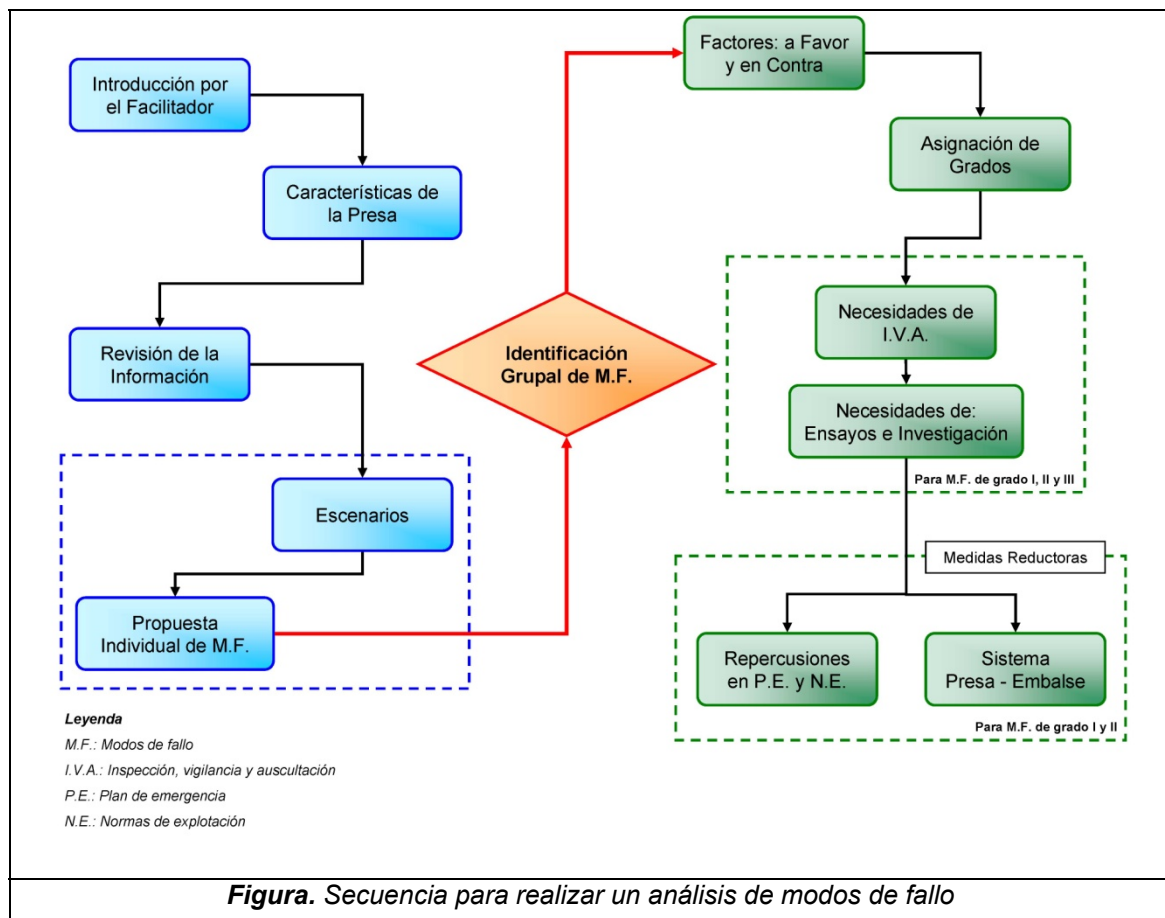 Introducción por
el Facilitador
Características de
la Presa
Revisión de la
Información
Escenarios
Propuesta
Individual de M.F.
Identificación
Grupal de M.F.
Factores: a Favor
y en Contra
Asignación de
Grados
Necesidades de
I.V.A.
Necesidades de:
Ensayos e Investigación
Para M.F. de grado I, II y III
Medidas Reductoras
Repercusiones
en P.E. y N.E.
Sistema
Presa - Embalse
Para M.F. de grado I y II
Leyenda
M.F.: Modos de fallo
I.V.A.: Inspección, vigilancia y auscultación
P.E.: Plan de emergencia
N.E.: Normas de explotación
Figura. Secuencia para realizar un análisis de modos de fallo